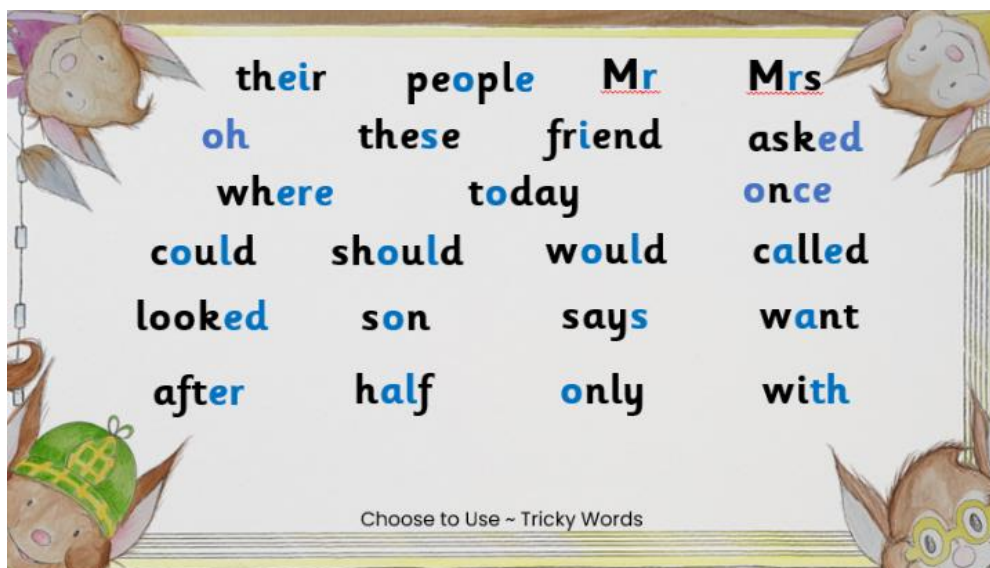 their people Mr Mrs
oh these friend asked
where today once
could should would called
looked son says want
after half only with
Choose to Use ~ Tricky Words